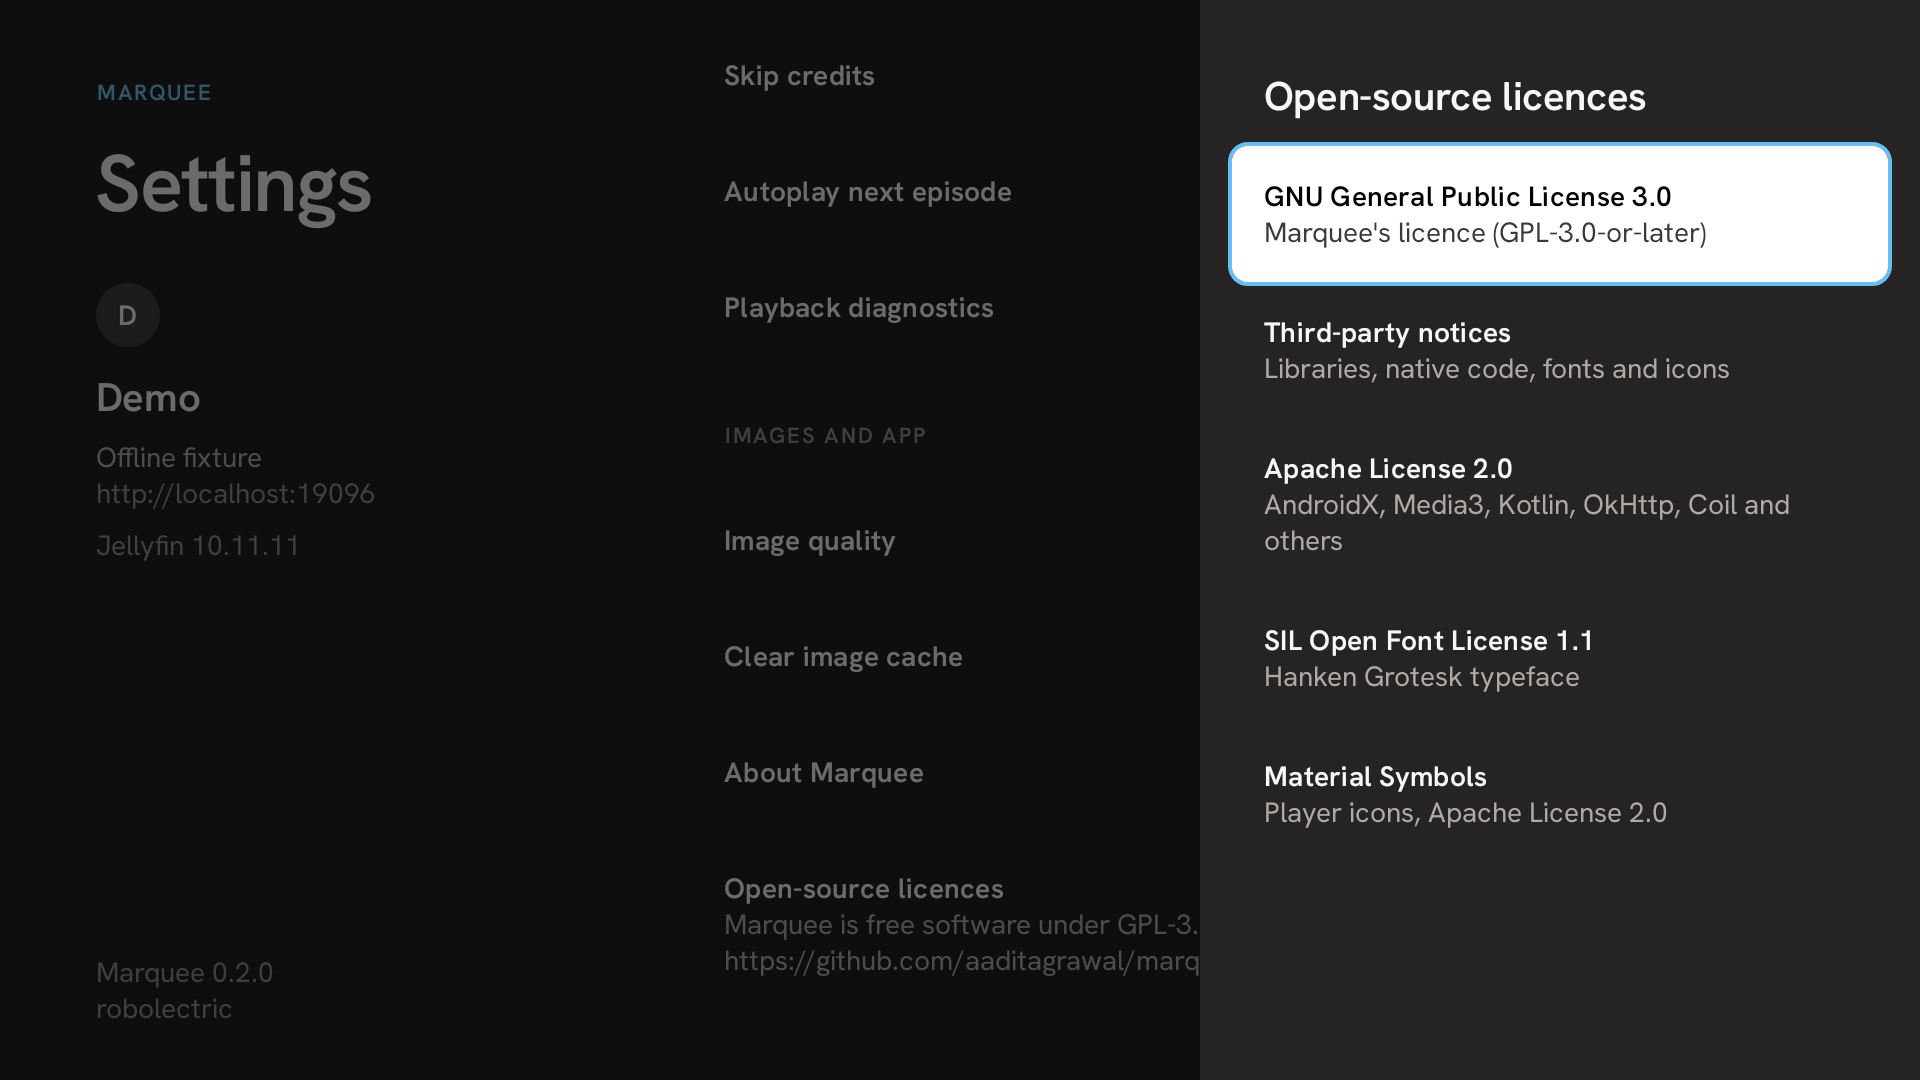 MARQUEE
Settings
D
Demo
Offline fixture
http://localhost:19096
Jellyfin 10.11.11
Marquee 0.2.0
robolectric
Skip credits
Autoplay next episode
Playback diagnostics
IMAGES AND APP
Image quality
Clear image cache
About Marquee
Open-source licences
Marquee is free software under GPL-3.
https://github.com/aaditagrawal/marq
Open-source licences
GNU General Public License 3.0
Marquee's licence (GPL-3.0-or-later)
Third-party notices
Libraries, native code, fonts and icons
Apache License 2.0
AndroidX, Media3, Kotlin, OkHttp, Coil and
others
SIL Open Font License 1.1
Hanken Grotesk typeface
Material Symbols
Player icons, Apache License 2.0